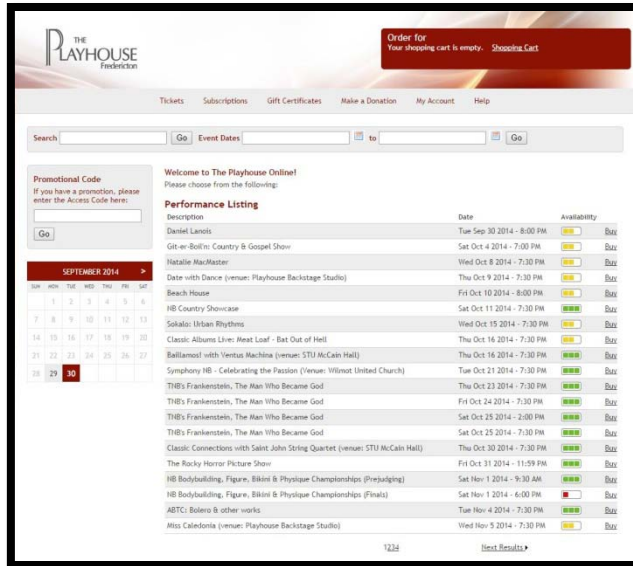 THE
PLAYHOUSE
Fredericton
Order for
Your shopping cart is empty. Shopping Cart
Tickets Subscriptions Gift Certificates Make a Donation My Account Help
Search Go Event Dates to Go
Promotional Code
If you have a promotion, please
enter the Access Code here:
Go
SEPTEMBER 2014 >
SUN MON TUE WED THU FRI SAT
1 2 3 4 5 6
7 8 9 10 11 12 13
14 15 16 17 18 19 20
21 22 23 24 25 26 27
28 29 30
Welcome to The Playhouse Online!
Please choose from the following:
Performance Listing
Description Date Availability
Daniel Lanois Tue Sep 30 2014 - 8:00 PM Buy
Git-er-Boil'n: Country & Gospel Show Sat Oct 4 2014 - 7:00 PM Buy
Natalie MacMaster Wed Oct 8 2014 - 7:30 PM Buy
Date with Dance (venue: Playhouse Backstage Studio) Thu Oct 9 2014 - 7:30 PM Buy
Beach House Fri Oct 10 2014 - 8:00 PM Buy
NB Country Showcase Sat Oct 11 2014 - 7:30 PM Buy
Sokalo: Urban Rhythms Wed Oct 15 2014 - 7:30 PM Buy
Classic Albums Live: Meat Loaf - Bat Out of Hell Thu Oct 16 2014 - 7:30 PM Buy
Baillamos! with Ventus Machina (venue: STU McCain Hall) Thu Oct 16 2014 - 7:30 PM Buy
Symphony NB - Celebrating the Passion (Venue: Wilmot United Church) Tue Oct 21 2014 - 7:30 PM Buy
TNB's Frankenstein, The Man Who Became God Thu Oct 23 2014 - 7:30 PM Buy
TNB's Frankenstein, The Man Who Became God Fri Oct 24 2014 - 7:30 PM Buy
TNB's Frankenstein, The Man Who Became God Sat Oct 25 2014 - 2:00 PM Buy
TNB's Frankenstein, The Man Who Became God Sat Oct 25 2014 - 7:30 PM Buy
Classic Connections with Saint John String Quartet (venue: STU McCain Hall) Thu Oct 30 2014 - 7:30 PM Buy
The Rocky Horror Picture Show Fri Oct 31 2014 - 11:59 PM Buy
NB Bodybuilding, Figure, Bikini & Physique Championships (Prejudging) Sat Nov 1 2014 - 9:30 AM Buy
NB Bodybuilding, Figure, Bikini & Physique Championships (Finals) Sat Nov 1 2014 - 6:00 PM Buy
ABTC: Bolero & other works Tue Nov 4 2014 - 7:30 PM Buy
Miss Caledonia (venue: Playhouse Backstage Studio) Wed Nov 5 2014 - 7:30 PM Buy
1234 Next Results